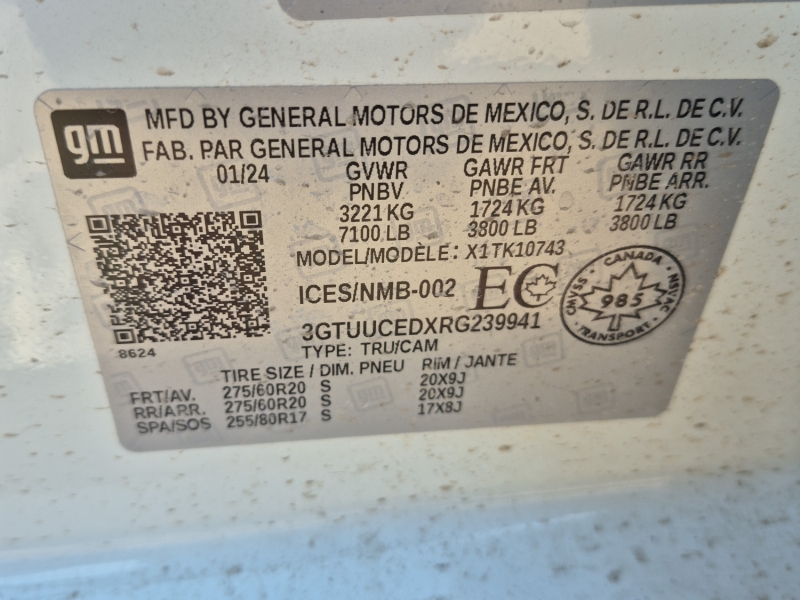 gm
MFD BY GENERAL MOTORS DE MEXICO, S. DE R.L. DE C.V.
FAB. PAR GENERAL MOTORS DE MEXICO, S. DE R.L. DE C.V.
01/24 GVWR GAWR FRT GAWR RR
PNBV PNBE AV. PNBE ARR.
3221 KG 1724 KG 1724 KG
7100 LB 3800 LB 3800 LB
MODEL/MODÈLE: X1TK10743
ICES/NMB-002 EC
CANADA
CMVSS 985 NSVAC
TRANSPORT
3GTUUCEDXRG239941
8624
TYPE: TRU/CAM
TIRE SIZE / DIM. PNEU RIM / JANTE
FRT/AV. 275/60R20 S 20X9J
RR/ARR. 275/60R20 S 20X9J
SPA/SOS 255/80R17 S 17X8J